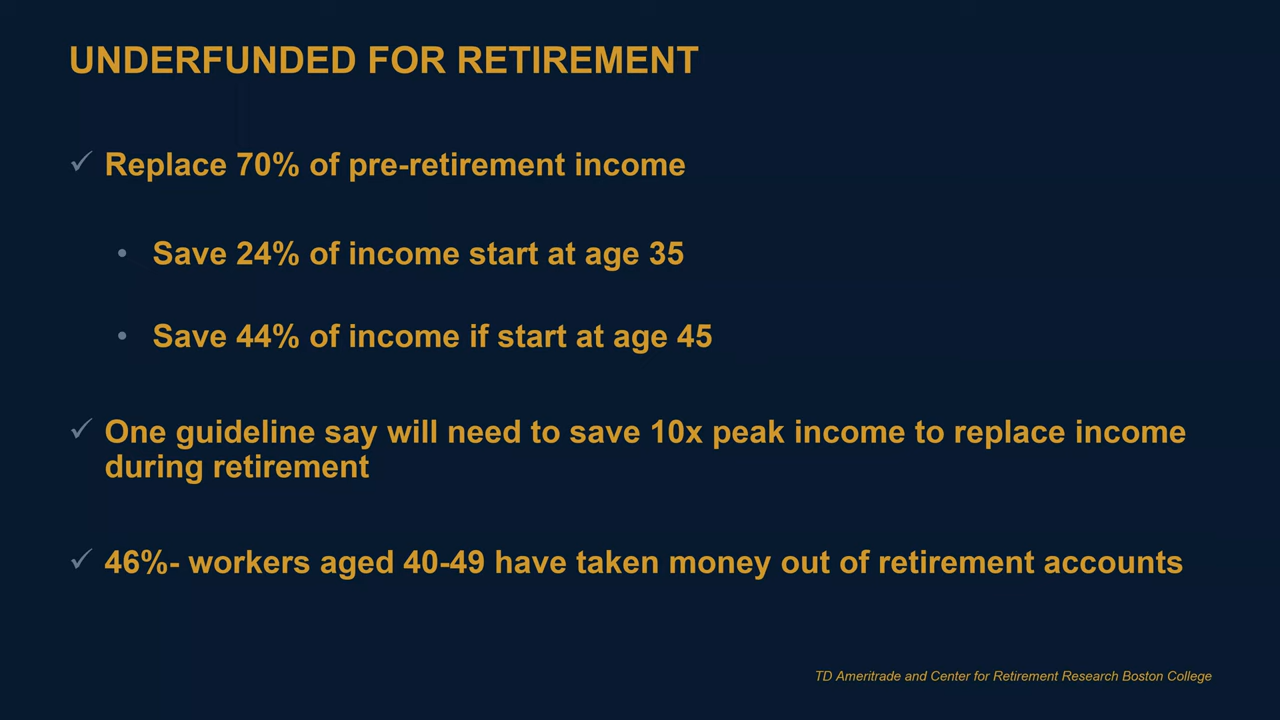 UNDERFUNDED FOR RETIREMENT
✓ Replace 70% of pre-retirement income
• Save 24% of income start at age 35
• Save 44% of income if start at age 45
✓ One guideline say will need to save 10x peak income to replace income
during retirement
✓ 46%- workers aged 40-49 have taken money out of retirement accounts
TD Ameritrade and Center for Retirement Research Boston College